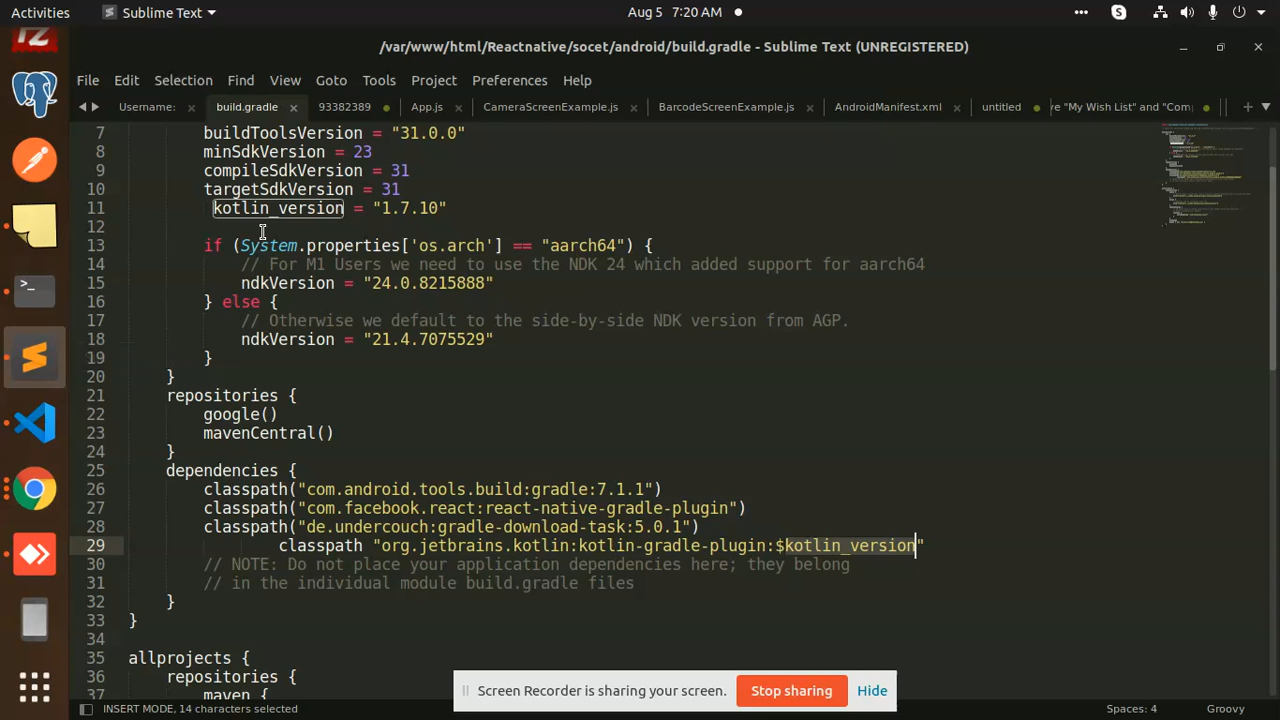 Activities
Sublime Text
Aug 5 7:20 AM
/var/www/html/Reactnative/socet/android/build.gradle - Sublime Text (UNREGISTERED)
File Edit Selection Find View Goto Tools Project Preferences Help
Username: build.gradle 93382389 App.js CameraScreenExample.js BarcodeScreenExample.js AndroidManifest.xml untitled e "My Wish List" and "Com
7 buildToolsVersion = "31.0.0"
8 minSdkVersion = 23
9 compileSdkVersion = 31
10 targetSdkVersion = 31
11 kotlin_version = "1.7.10"
12
13 if (System.properties['os.arch'] == "aarch64") {
14 // For M1 Users we need to use the NDK 24 which added support for aarch64
15 ndkVersion = "24.0.8215888"
16 } else {
17 // Otherwise we default to the side-by-side NDK version from AGP.
18 ndkVersion = "21.4.7075529"
19 }
20 }
21 repositories {
22 google()
23 mavenCentral()
24 }
25 dependencies {
26 classpath("com.android.tools.build:gradle:7.1.1")
27 classpath("com.facebook.react:react-native-gradle-plugin")
28 classpath("de.undercouch:gradle-download-task:5.0.1")
29 classpath "org.jetbrains.kotlin:kotlin-gradle-plugin:$kotlin_version"
30 // NOTE: Do not place your application dependencies here; they belong
31 // in the individual module build.gradle files
32 }
33 }
34
35 allprojects {
36 repositories {
37 maven {
Screen Recorder is sharing your screen. Stop sharing Hide
INSERT MODE, 14 characters selected
Spaces: 4
Groovy